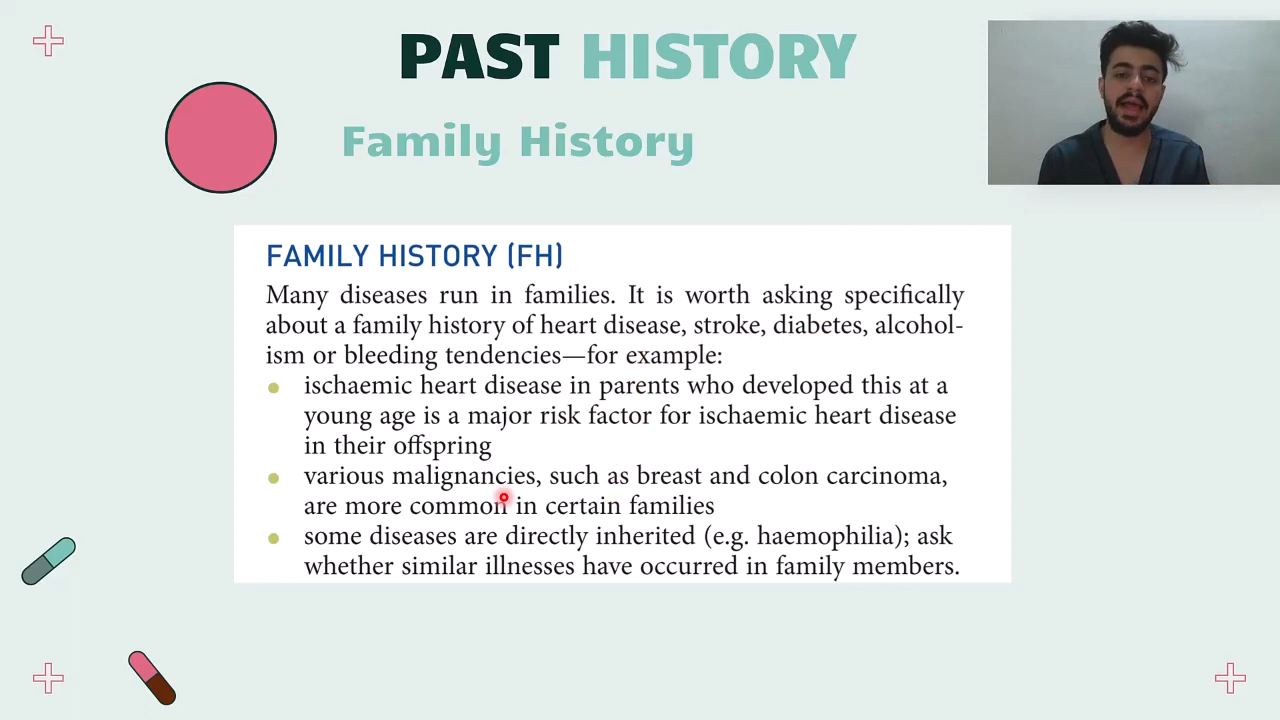 PAST HISTORY
Family History
FAMILY HISTORY (FH)
Many diseases run in families. It is worth asking specifically
about a family history of heart disease, stroke, diabetes, alcohol-
ism or bleeding tendencies—for example:
ischaemic heart disease in parents who developed this at a
young age is a major risk factor for ischaemic heart disease
in their offspring
various malignancies, such as breast and colon carcinoma,
are more common in certain families
some diseases are directly inherited (e.g. haemophilia); ask
whether similar illnesses have occurred in family members.